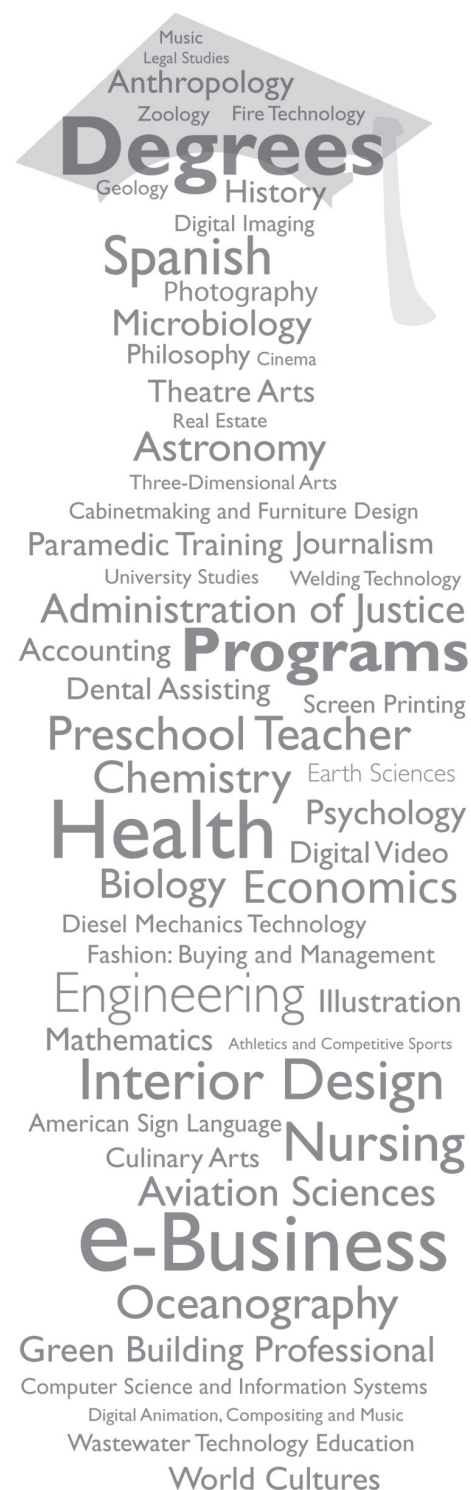 Music
Legal Studies
Anthropology
Zoology Fire Technology
Degrees
Geology History
Digital Imaging
Spanish
Photography
Microbiology
Philosophy Cinema
Theatre Arts
Real Estate
Astronomy
Three-Dimensional Arts
Cabinetmaking and Furniture Design
Paramedic Training Journalism
University Studies Welding Technology
Administration of Justice
Accounting Programs
Dental Assisting Screen Printing
Preschool Teacher
Chemistry Earth Sciences
Health Psychology
Digital Video
Biology Economics
Diesel Mechanics Technology
Fashion: Buying and Management
Engineering Illustration
Mathematics Athletics and Competitive Sports
Interior Design
American Sign Language Nursing
Culinary Arts
Aviation Sciences
e-Business
Oceanography
Green Building Professional
Computer Science and Information Systems
Digital Animation, Compositing and Music
Wastewater Technology Education
World Cultures